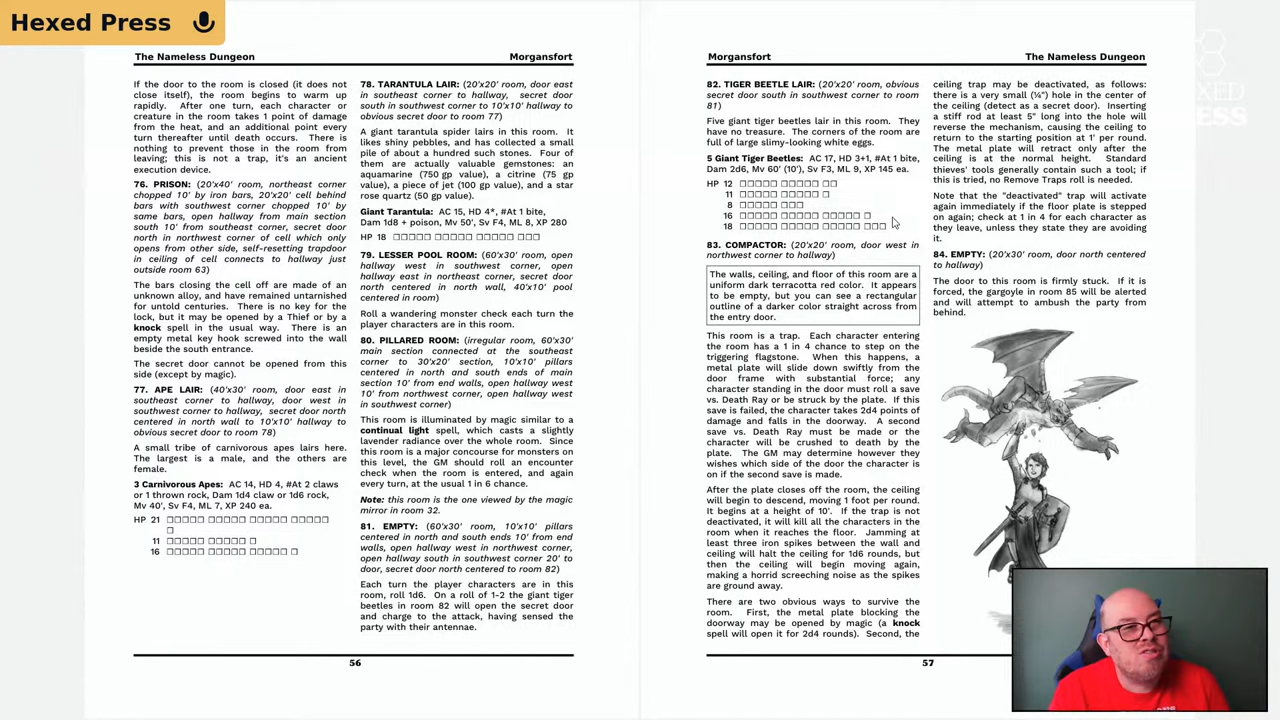 Hexed Press
The Nameless Dungeon
Morgansfort
If the door to the room is closed (it does not
close itself), the room begins to warm up
rapidly. After one turn, each character or
creature in the room takes 1 point of damage
from the heat, and an additional point every
turn thereafter until death occurs. There is
nothing to prevent those in the room from
leaving; this is not a trap, it's an ancient
execution device.
76. PRISON: (20'x40' room, northeast corner
chopped 10' by iron bars, 20'x20' cell behind
bars with southwest corner chopped 10' by
same bars, open hallway from main section
south 10' from southeast corner, secret door
north in northwest corner of cell which only
opens from other side, self-resetting trapdoor
in ceiling of cell connects to hallway just
outside room 63)
The bars closing the cell off are made of an
unknown alloy, and have remained untarnished
for untold centuries. There is no key for the
lock, but it may be opened by a Thief or by a
knock spell in the usual way. There is an
empty metal key hook screwed into the wall
beside the south entrance.
The secret door cannot be opened from this
side (except by magic).
77. APE LAIR: (40'x30' room, door east in
southeast corner to hallway, door west in
southwest corner to hallway, secret door north
centered in north wall to 10'x10' hallway to
obvious secret door to room 78)
A small tribe of carnivorous apes lairs here.
The largest is a male, and the others are
female.
3 Carnivorous Apes: AC 14, HD 4, #At 2 claws
or 1 thrown rock, Dam 1d4 claw or 1d6 rock,
Mv 40', Sv F4, ML 7, XP 240 ea.
HP 21 ❒❒❒❒❒ ❒❒❒❒❒ ❒❒❒❒❒ ❒❒❒❒❒
❒
11 ❒❒❒❒❒ ❒❒❒❒❒ ❒
16 ❒❒❒❒❒ ❒❒❒❒❒ ❒❒❒❒❒ ❒
78. TARANTULA LAIR: (20'x20' room, door east
in southeast corner to hallway, secret door
south in southwest corner to 10'x10' hallway to
obvious secret door to room 77)
A giant tarantula spider lairs in this room. It
likes shiny pebbles, and has collected a small
pile of about a hundred such stones. Four of
them are actually valuable gemstones: an
aquamarine (750 gp value), a citrine (75 gp
value), a piece of jet (100 gp value), and a star
rose quartz (50 gp value).
Giant Tarantula: AC 15, HD 4*, #At 1 bite,
Dam 1d8 + poison, Mv 50', Sv F4, ML 8, XP 280
HP 18 ❒❒❒❒❒ ❒❒❒❒❒ ❒❒❒❒❒ ❒❒❒
79. LESSER POOL ROOM: (60'x30' room, open
hallway west in southwest corner, open
hallway east in northeast corner, secret door
north centered in north wall, 40'x10' pool
centered in room)
Roll a wandering monster check each turn the
player characters are in this room.
80. PILLARED ROOM: (irregular room, 60'x30'
main section connected at the southeast
corner to 30'x20' section, 10'x10' pillars
centered in north and south ends of main
section 10' from end walls, open hallway west
10' from northwest corner, open hallway west
in southwest corner)
This room is illuminated by magic similar to a
continual light spell, which casts a slightly
lavender radiance over the whole room. Since
this room is a major concourse for monsters on
this level, the GM should roll an encounter
check when the room is entered, and again
every turn, at the usual 1 in 6 chance.
Note: this room is the one viewed by the magic
mirror in room 32.
81. EMPTY: (60'x30' room, 10'x10' pillars
centered in north and south ends 10' from end
walls, open hallway west in northwest corner,
open hallway south in southwest corner 20' to
door, secret door north centered to room 82)
Each turn the player characters are in this
room, roll 1d6. On a roll of 1-2 the giant tiger
beetles in room 82 will open the secret door
and charge to the attack, having sensed the
party with their antennae.
56
Morgansfort
The Nameless Dungeon
82. TIGER BEETLE LAIR: (20'x20' room, obvious
secret door south in southwest corner to room
81)
Five giant tiger beetles lair in this room. They
have no treasure. The corners of the room are
full of large slimy-looking white eggs.
5 Giant Tiger Beetles: AC 17, HD 3+1, #At 1 bite,
Dam 2d6, Mv 60' (10'), Sv F3, ML 9, XP 145 ea.
HP 12 ❒❒❒❒❒ ❒❒❒❒❒ ❒❒
11 ❒❒❒❒❒ ❒❒❒❒❒ ❒
8 ❒❒❒❒❒ ❒❒❒
16 ❒❒❒❒❒ ❒❒❒❒❒ ❒❒❒❒❒ ❒
18 ❒❒❒❒❒ ❒❒❒❒❒ ❒❒❒❒❒ ❒❒❒
83. COMPACTOR: (20'x20' room, door west in
northwest corner to hallway)
The walls, ceiling, and floor of this room are a
uniform dark terracotta red color. It appears
to be empty, but you can see a rectangular
outline of a darker color straight across from
the entry door.
This room is a trap. Each character entering
the room has a 1 in 4 chance to step on the
triggering flagstone. When this happens, a
metal plate will slide down swiftly from the
door frame with substantial force; any
character standing in the door must roll a save
vs. Death Ray or be struck by the plate. If this
save is failed, the character takes 2d4 points of
damage and falls in the doorway. A second
save vs. Death Ray must be made or the
character will be crushed to death by the
plate. The GM may determine however they
wishes which side of the door the character is
on if the second save is made.
After the plate closes off the room, the ceiling
will begin to descend, moving 1 foot per round.
It begins at a height of 10'. If the trap is not
deactivated, it will kill all the characters in the
room when it reaches the floor. Jamming at
least three iron spikes between the wall and
ceiling will halt the ceiling for 1d6 rounds, but
then the ceiling will begin moving again,
making a horrid screeching noise as the spikes
are ground away.
There are two obvious ways to survive the
room. First, the metal plate blocking the
doorway may be opened by magic (a knock
spell will open it for 2d4 rounds). Second, the
ceiling trap may be deactivated, as follows:
there is a very small (¼") hole in the center of
the ceiling (detect as a secret door). Inserting
a stiff rod at least 5" long into the hole will
reverse the mechanism, causing the ceiling to
return to the starting position at 1' per round.
The metal plate will retract only after the
ceiling is at the normal height. Standard
thieves' tools generally contain such a tool; if
this is tried, no Remove Traps roll is needed.
Note that the "deactivated" trap will activate
again immediately if the floor plate is stepped
on again; check at 1 in 4 for each character as
they leave, unless they state they are avoiding
it.
84. EMPTY: (20'x30' room, door north centered
to hallway)
The door to this room is firmly stuck. If it is
forced, the gargoyle in room 85 will be alerted
and will attempt to ambush the party from
behind.
57